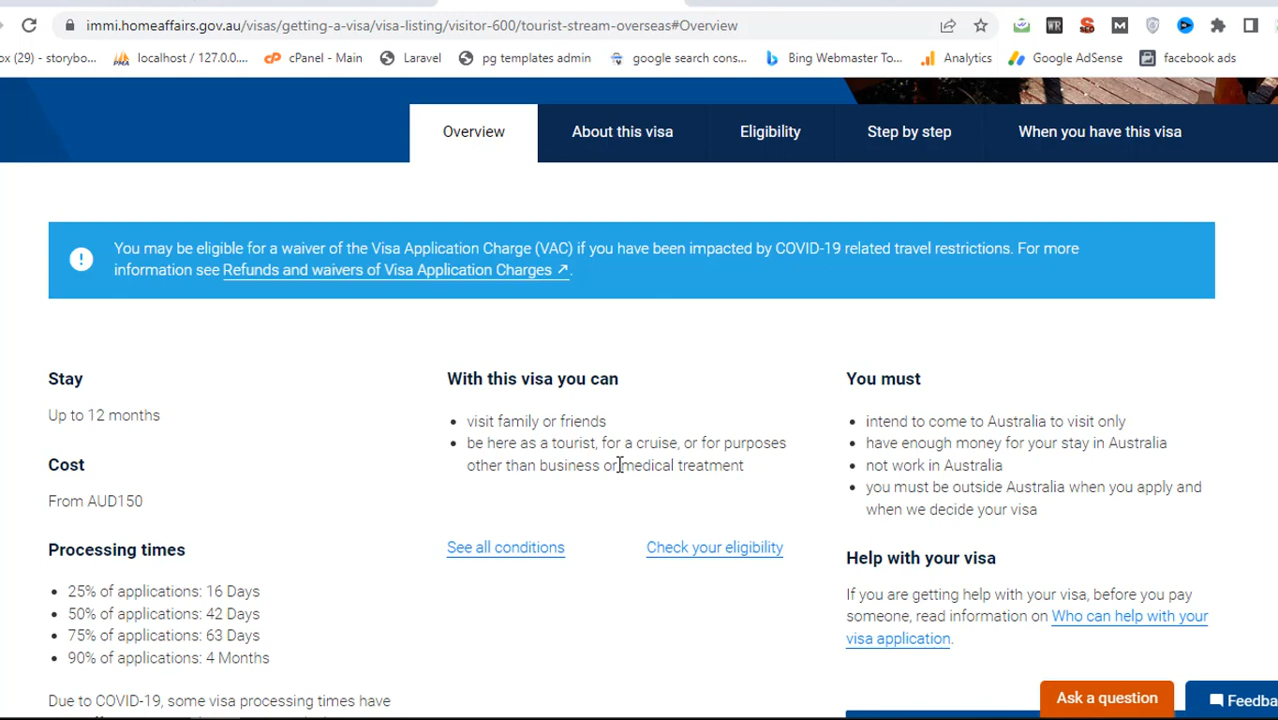 immi.homeaffairs.gov.au/visas/getting-a-visa/visa-listing/visitor-600/tourist-stream-overseas#Overview
ox (29) - storybo... localhost / 127.0.0.... cPanel - Main Laravel pg templates admin google search cons... Bing Webmaster To... Analytics Google AdSense facebook ads
Overview About this visa Eligibility Step by step When you have this visa
You may be eligible for a waiver of the Visa Application Charge (VAC) if you have been impacted by COVID-19 related travel restrictions. For more
information see Refunds and waivers of Visa Application Charges ↗.
Stay
Up to 12 months
Cost
From AUD150
Processing times
• 25% of applications: 16 Days
• 50% of applications: 42 Days
• 75% of applications: 63 Days
• 90% of applications: 4 Months
Due to COVID-19, some visa processing times have
With this visa you can
• visit family or friends
• be here as a tourist, for a cruise, or for purposes
other than business or medical treatment
See all conditions Check your eligibility
You must
• intend to come to Australia to visit only
• have enough money for your stay in Australia
• not work in Australia
• you must be outside Australia when you apply and
when we decide your visa
Help with your visa
If you are getting help with your visa, before you pay
someone, read information on Who can help with your
visa application.
Ask a question Feedba